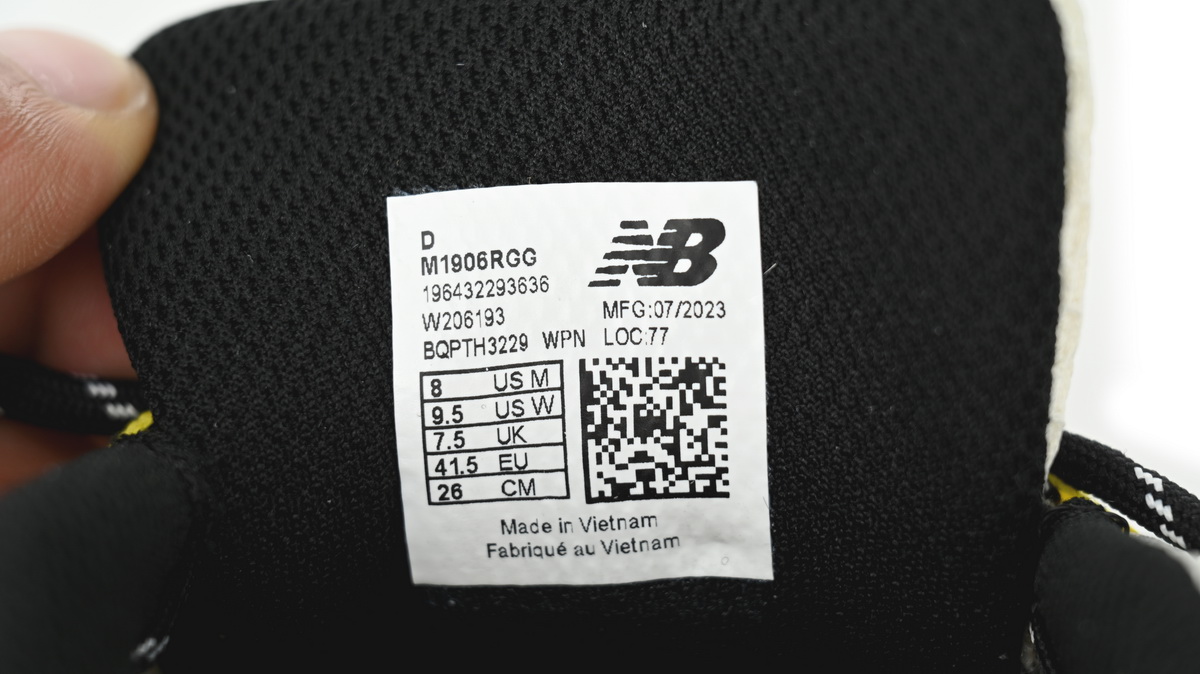 D
M1906RGG
196432293636
W206193
BQPTH3229 WPN
NB
MFG:07/2023
LOC:77
8 US M
9.5 US W
7.5 UK
41.5 EU
26 CM
Made in Vietnam
Fabriqué au Vietnam